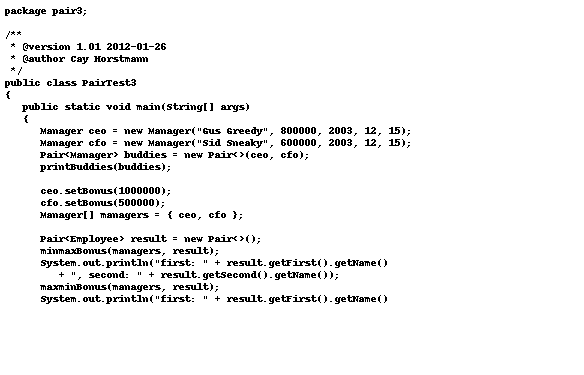 package pair3;
/**
 * @version 1.01 2012-01-26
 * @author Cay Horstmann
 */
public class PairTest3
{
   public static void main(String[] args)
   {
      Manager ceo = new Manager("Gus Greedy", 800000, 2003, 12, 15);
      Manager cfo = new Manager("Sid Sneaky", 600000, 2003, 12, 15);
      Pair<Manager> buddies = new Pair<>(ceo, cfo);
      printBuddies(buddies);
      ceo.setBonus(1000000);
      cfo.setBonus(500000);
      Manager[] managers = { ceo, cfo };
      Pair<Employee> result = new Pair<>();
      minmaxBonus(managers, result);
      System.out.println("first: " + result.getFirst().getName()
         + ", second: " + result.getSecond().getName());
      maxminBonus(managers, result);
      System.out.println("first: " + result.getFirst().getName()